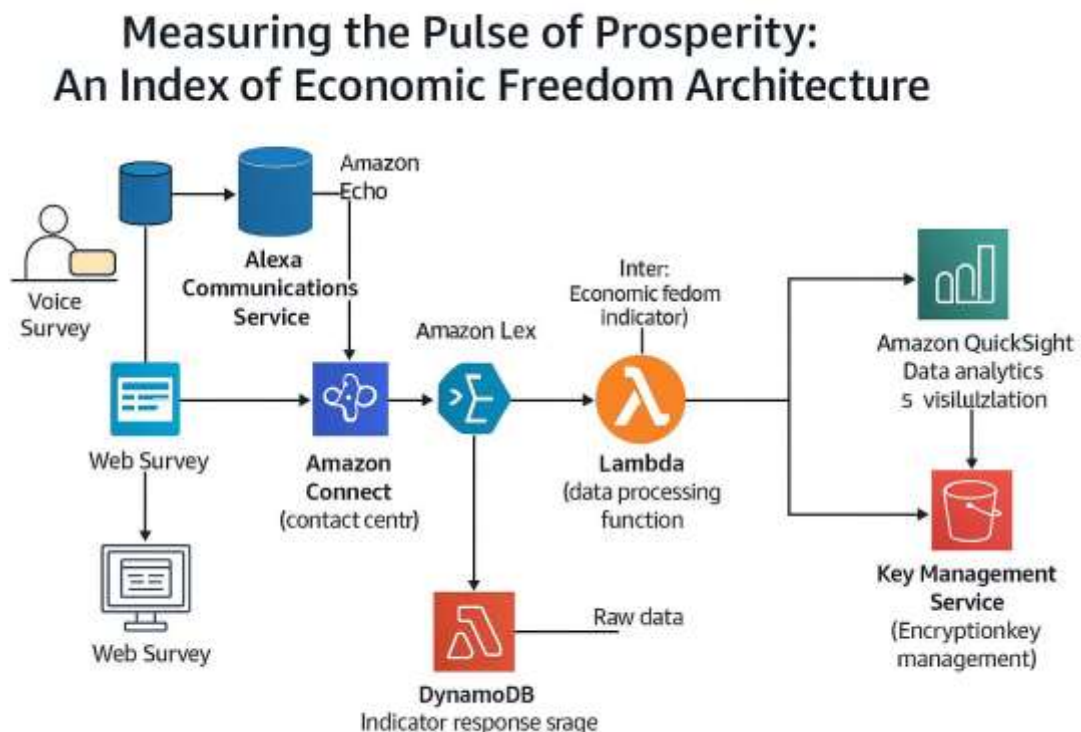 Measuring the Pulse of Prosperity:
An Index of Economic Freedom Architecture
Amazon
Echo
Voice
Survey
Alexa
Communications
Service
Web Survey
Web Survey
Amazon
Connect
(contact centr)
Amazon Lex
Inter:
Economic fedom
indicator)
Lambda
(data processing
function
DynamoDB
Indicator response srage
Raw data
Amazon QuickSight
Data analytics
5 visilulzlation
Key Management
Service
(Encryptionkey
management)